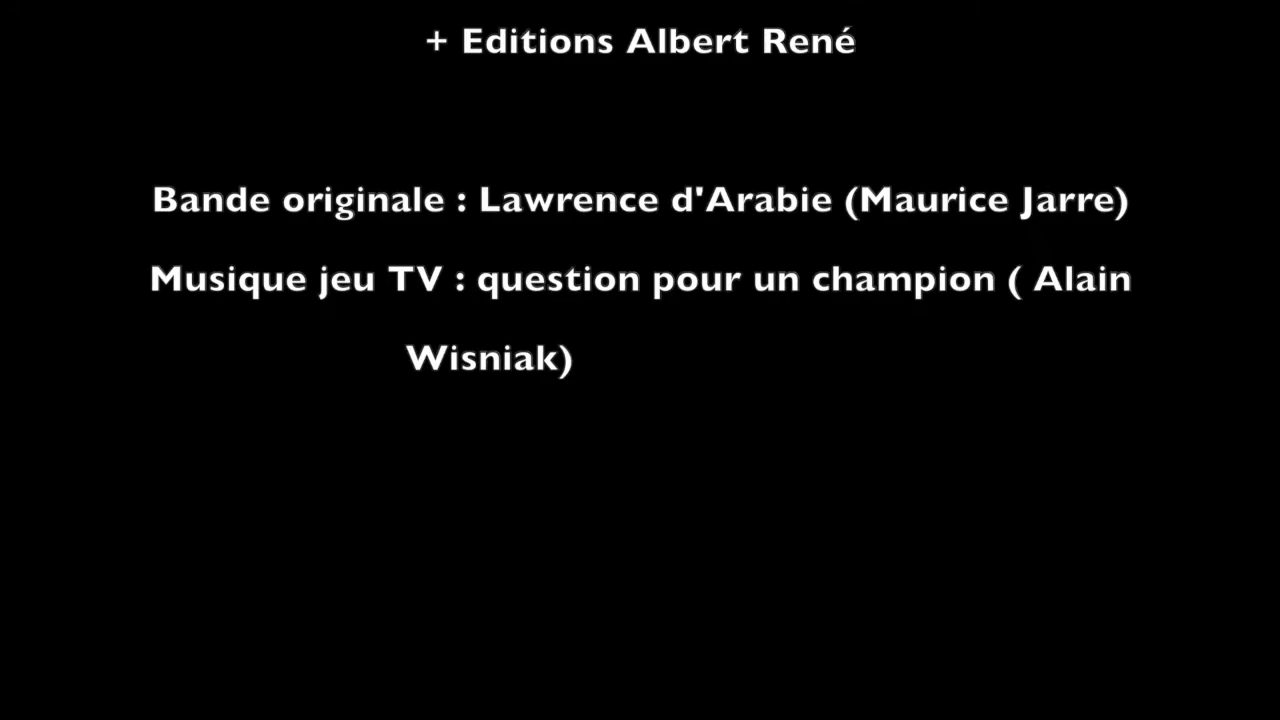 + Editions Albert René
Bande originale : Lawrence d'Arabie (Maurice Jarre)
Musique jeu TV : question pour un champion ( Alain
Wisniak)